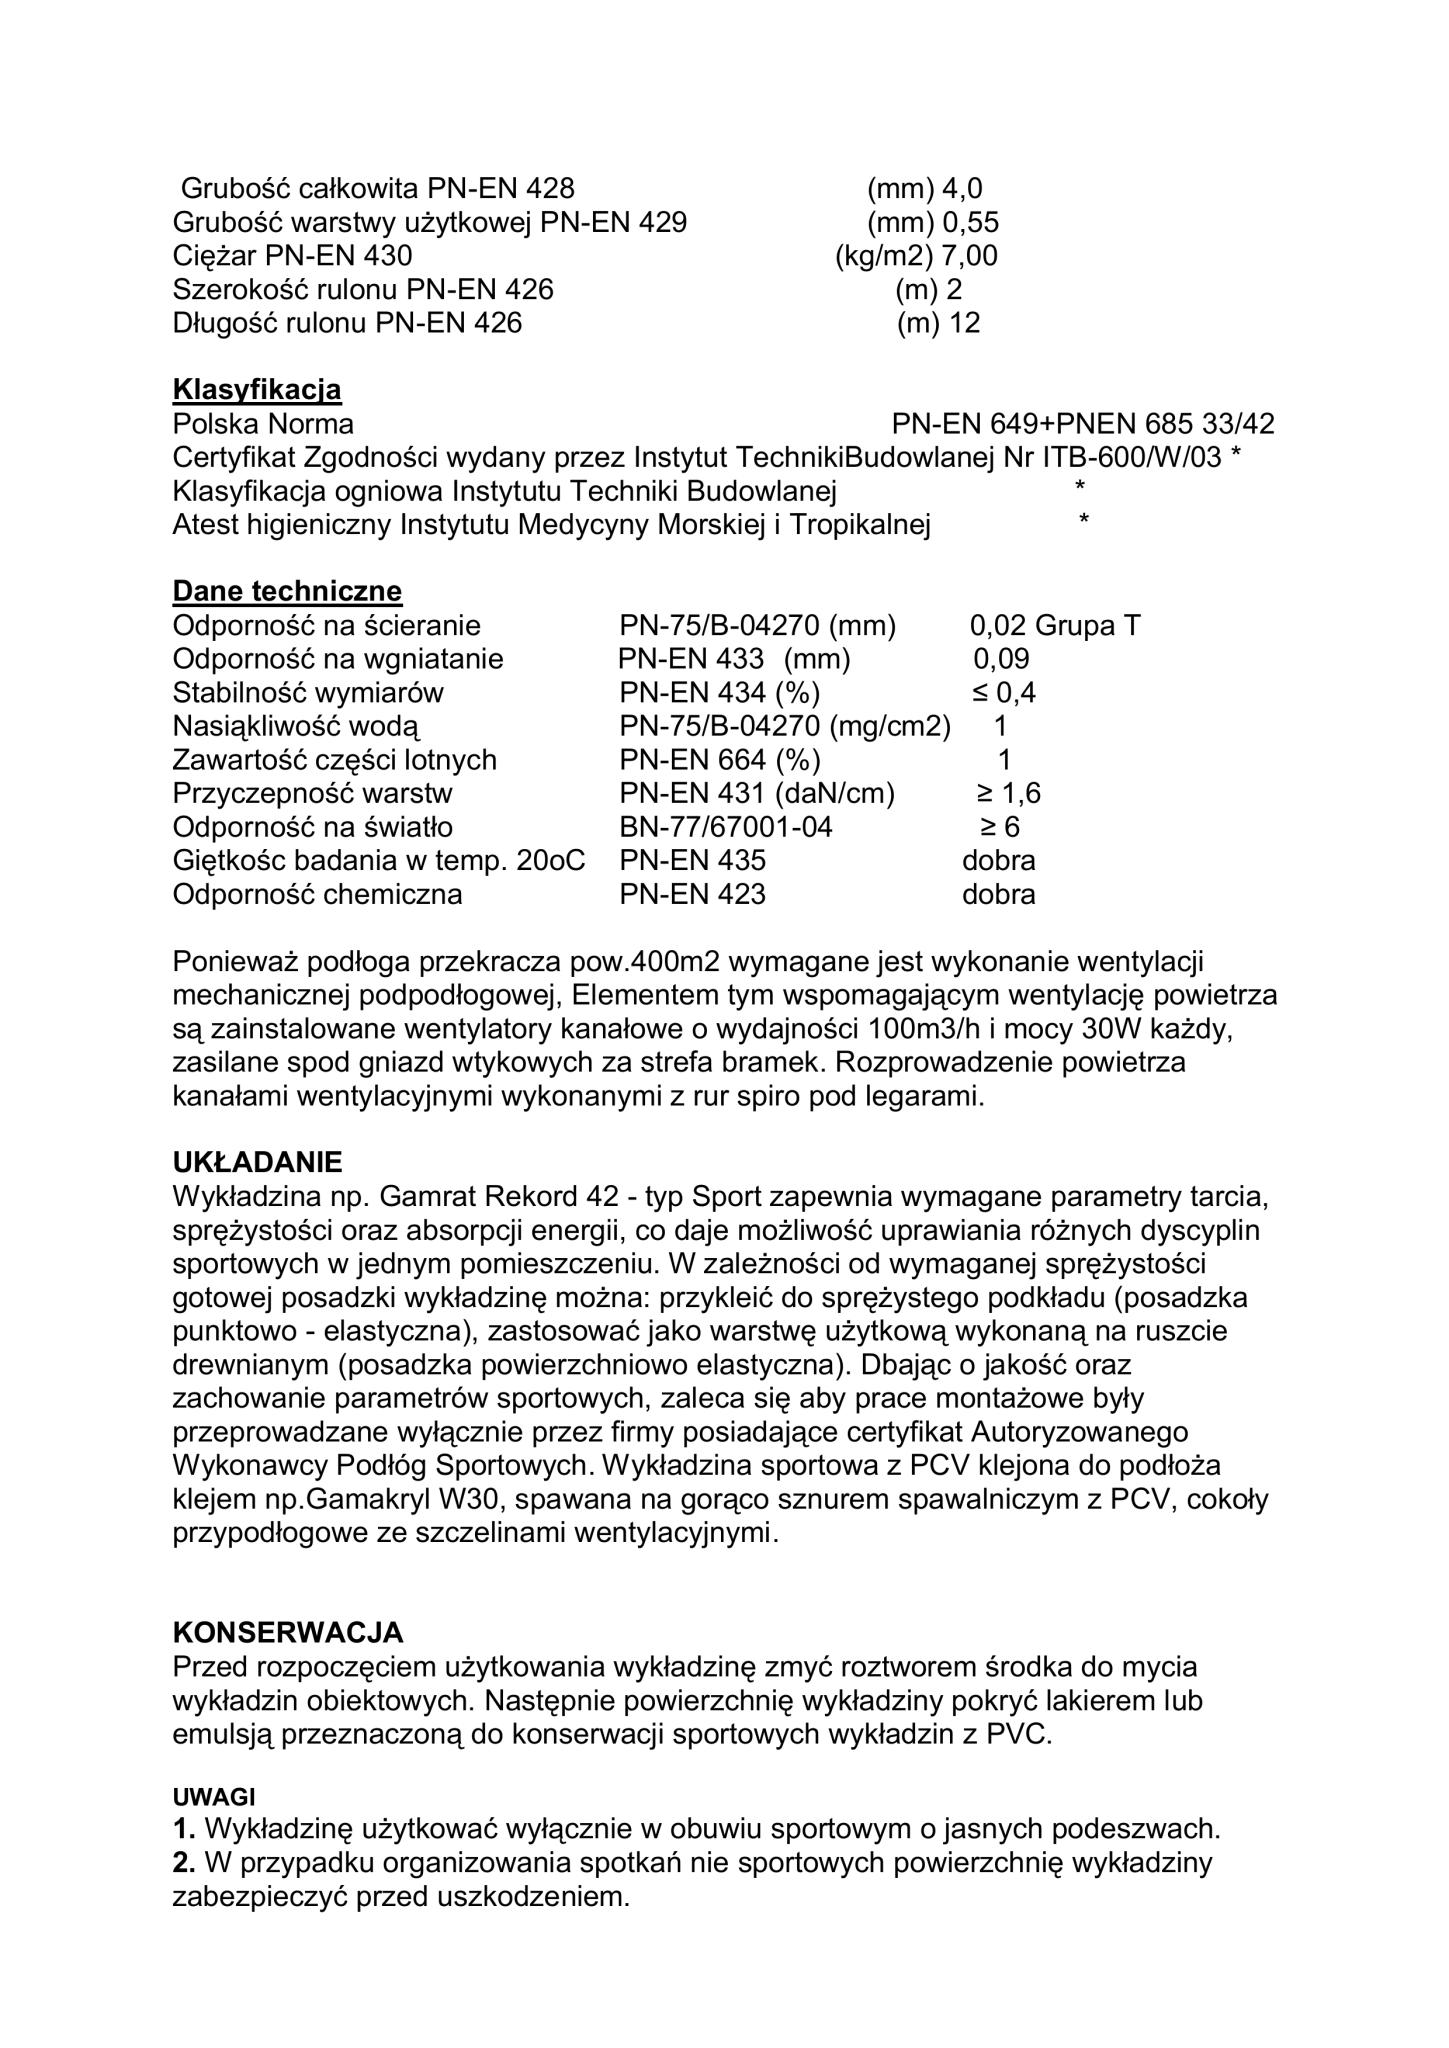 Grubość całkowita PN-EN 428 (mm) 4,0
Grubość warstwy użytkowej PN-EN 429 (mm) 0,55
Ciężar PN-EN 430 (kg/m2) 7,00
Szerokość rulonu PN-EN 426 (m) 2
Długość rulonu PN-EN 426 (m) 12
Klasyfikacja
Polska Norma PN-EN 649+PNEN 685 33/42
Certyfikat Zgodności wydany przez Instytut TechnikiBudowlanej Nr ITB-600/W/03 *
Klasyfikacja ogniowa Instytutu Techniki Budowlanej *
Atest higieniczny Instytutu Medycyny Morskiej i Tropikalnej *
Dane techniczne
Odporność na ścieranie PN-75/B-04270 (mm) 0,02 Grupa T
Odporność na wgniatanie PN-EN 433 (mm) 0,09
Stabilność wymiarów PN-EN 434 (%) ≤ 0,4
Nasiąkliwość wodą PN-75/B-04270 (mg/cm2) 1
Zawartość części lotnych PN-EN 664 (%) 1
Przyczepność warstw PN-EN 431 (daN/cm) ≥ 1,6
Odporność na światło BN-77/67001-04 ≥ 6
Giętkośc badania w temp. 20oC PN-EN 435 dobra
Odporność chemiczna PN-EN 423 dobra
Ponieważ podłoga przekracza pow.400m2 wymagane jest wykonanie wentylacji
mechanicznej podpodłogowej, Elementem tym wspomagającym wentylację powietrza
są zainstalowane wentylatory kanałowe o wydajności 100m3/h i mocy 30W każdy,
zasilane spod gniazd wtykowych za strefa bramek. Rozprowadzenie powietrza
kanałami wentylacyjnymi wykonanymi z rur spiro pod legarami.
UKŁADANIE
Wykładzina np. Gamrat Rekord 42 - typ Sport zapewnia wymagane parametry tarcia,
sprężystości oraz absorpcji energii, co daje możliwość uprawiania różnych dyscyplin
sportowych w jednym pomieszczeniu. W zależności od wymaganej sprężystości
gotowej posadzki wykładzinę można: przykleić do sprężystego podkładu (posadzka
punktowo - elastyczna), zastosować jako warstwę użytkową wykonaną na ruszcie
drewnianym (posadzka powierzchniowo elastyczna). Dbając o jakość oraz
zachowanie parametrów sportowych, zaleca się aby prace montażowe były
przeprowadzane wyłącznie przez firmy posiadające certyfikat Autoryzowanego
Wykonawcy Podłóg Sportowych. Wykładzina sportowa z PCV klejona do podłoża
klejem np.Gamakryl W30, spawana na gorąco sznurem spawalniczym z PCV, cokoły
przypodłogowe ze szczelinami wentylacyjnymi.
KONSERWACJA
Przed rozpoczęciem użytkowania wykładzinę zmyć roztworem środka do mycia
wykładzin obiektowych. Następnie powierzchnię wykładziny pokryć lakierem lub
emulsją przeznaczoną do konserwacji sportowych wykładzin z PVC.
UWAGI
1. Wykładzinę użytkować wyłącznie w obuwiu sportowym o jasnych podeszwach.
2. W przypadku organizowania spotkań nie sportowych powierzchnię wykładziny
zabezpieczyć przed uszkodzeniem.